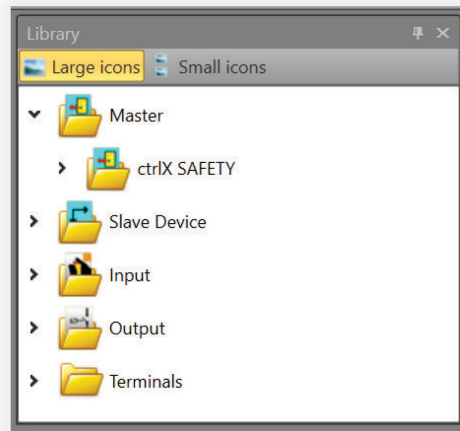 Library
Large icons Small icons
Master
ctrlX SAFETY
Slave Device
Input
Output
Terminals